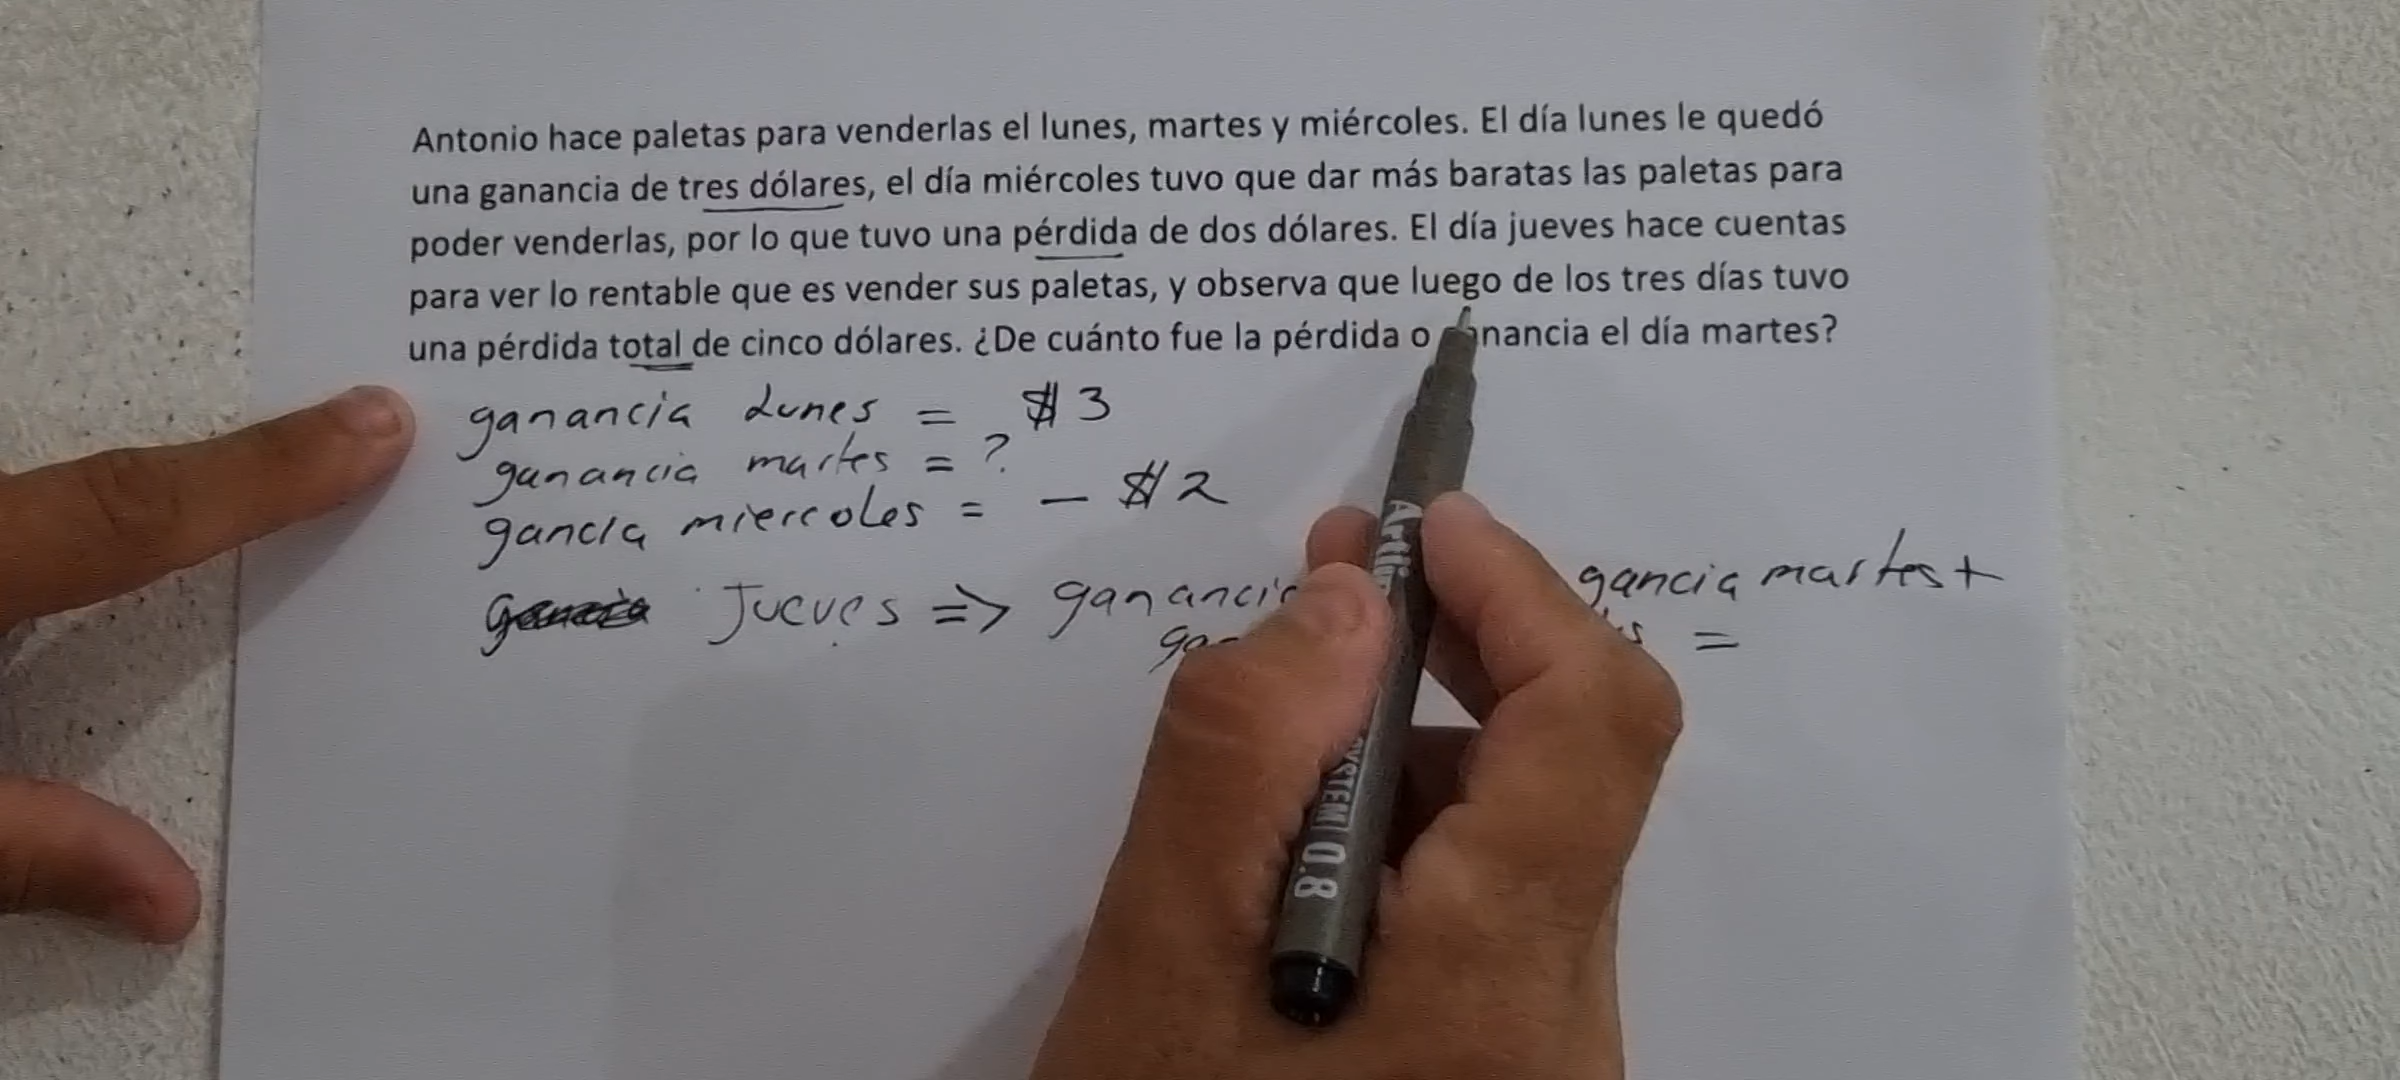 Antonio hace paletas para venderlas el lunes, martes y miércoles. El día lunes le quedó
una ganancia de tres dólares, el día miércoles tuvo que dar más baratas las paletas para
poder venderlas, por lo que tuvo una pérdida de dos dólares. El día jueves hace cuentas
para ver lo rentable que es vender sus paletas, y observa que luego de los tres días tuvo
una pérdida total de cinco dólares. ¿De cuánto fue la pérdida o el día martes?
ganancia Lunes = $ 3
ganancia martes = ?
gancia miercoles = - $ 2
Jueves => gancia martes +
=
SYSTEM 0.8